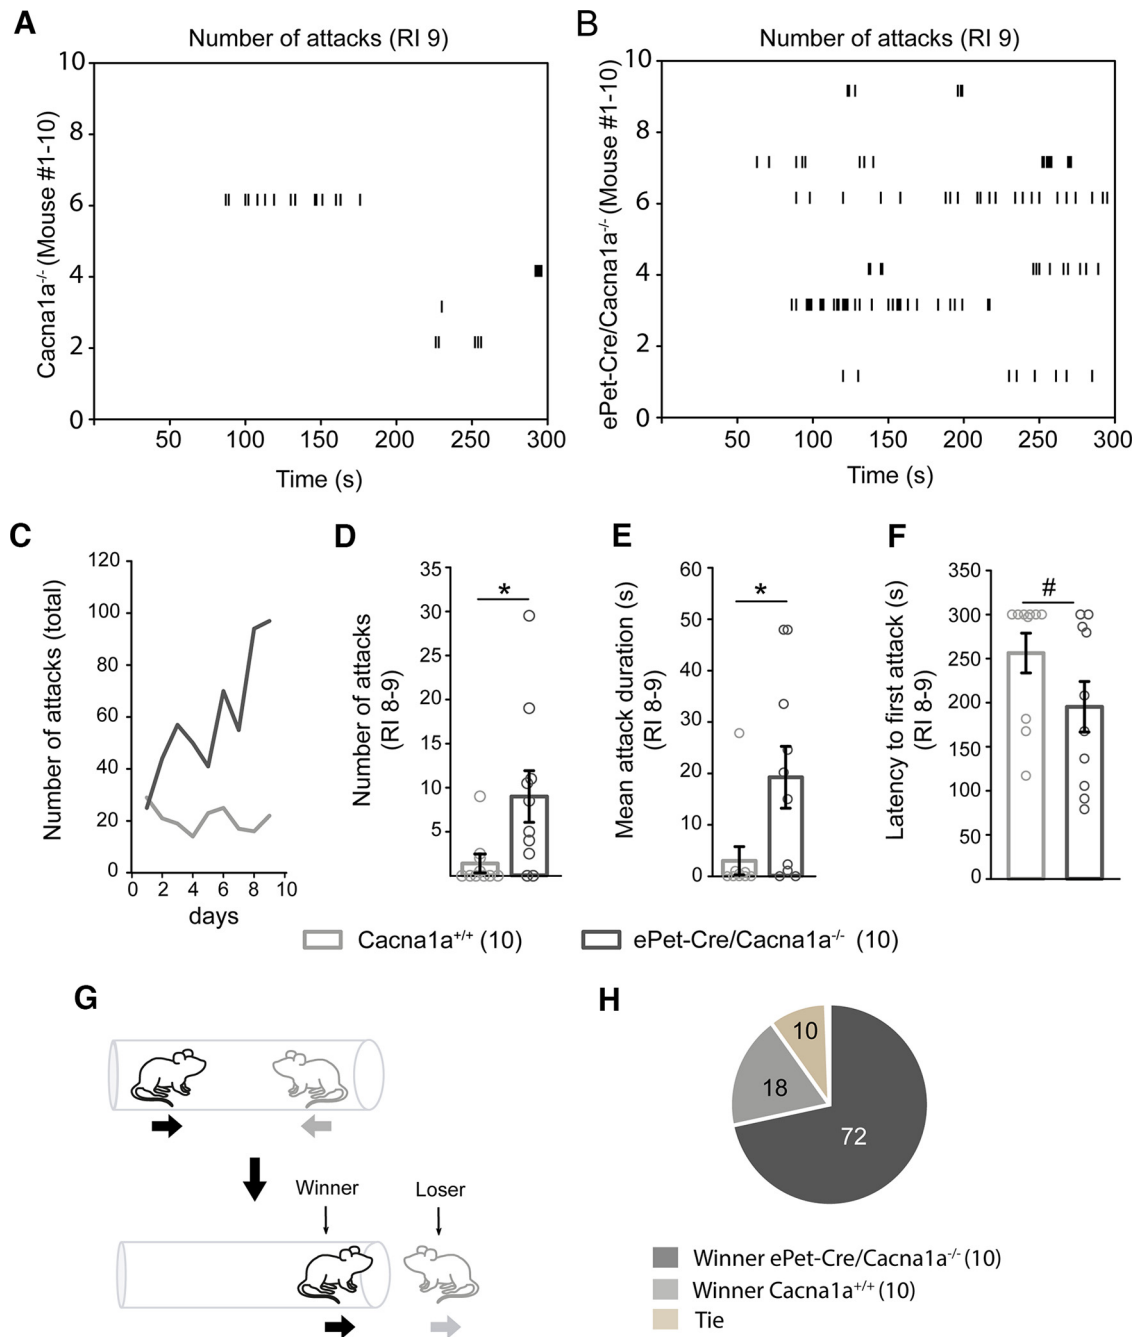 A
Number of attacks (RI 9)
Cacna1a-/- (Mouse #1-10)
10
8
6
4
2
0
50 100 150 200 250 300
Time (s)
B
Number of attacks (RI 9)
ePet-Cre/Cacna1a-/- (Mouse #1-10)
10
8
6
4
2
0
50 100 150 200 250 300
Time (s)
C
Number of attacks (total)
120
100
80
60
40
20
0
0 2 4 6 8 10
days
D
Number of attacks
(RI 8-9)
35
30
25
20
15
10
5
*
E
Mean attack duration (s)
(RI 8-9)
60
50
40
30
20
10
0
*
F
Latency to first attack (s)
(RI 8-9)
350
300
250
200
150
100
50
0
#
Cacna1a+/+ (10)
ePet-Cre/Cacna1a-/- (10)
G
Winner
Loser
H
10
18
72
Winner ePet-Cre/Cacna1a-/- (10)
Winner Cacna1a+/+ (10)
Tie